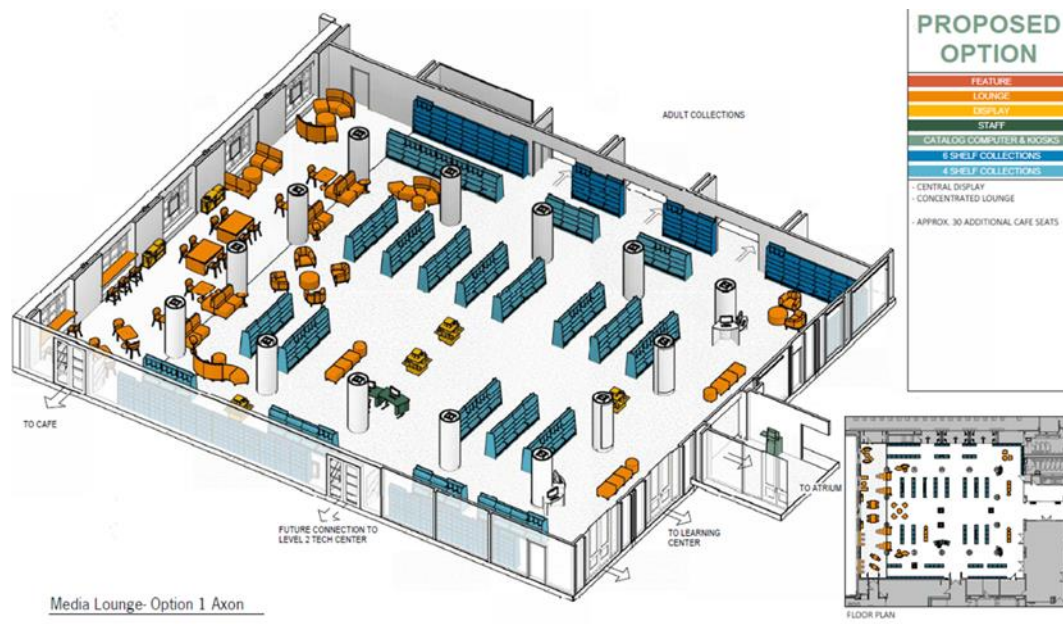 PROPOSED
OPTION
FEATURE
LOUNGE
DISPLAY
STAFF
CATALOG COMPUTER & KIOSKS
6 SHELF COLLECTIONS
4 SHELF COLLECTIONS
- CENTRAL DISPLAY
- CONCENTRATED LOUNGE
- APPROX. 30 ADDITIONAL CAFE SEATS
ADULT COLLECTIONS
TO CAFE
FUTURE CONNECTION TO
LEVEL 2 TECH CENTER
TO LEARNING
CENTER
TO ATRIUM
Media Lounge- Option 1 Axon
FLOOR PLAN